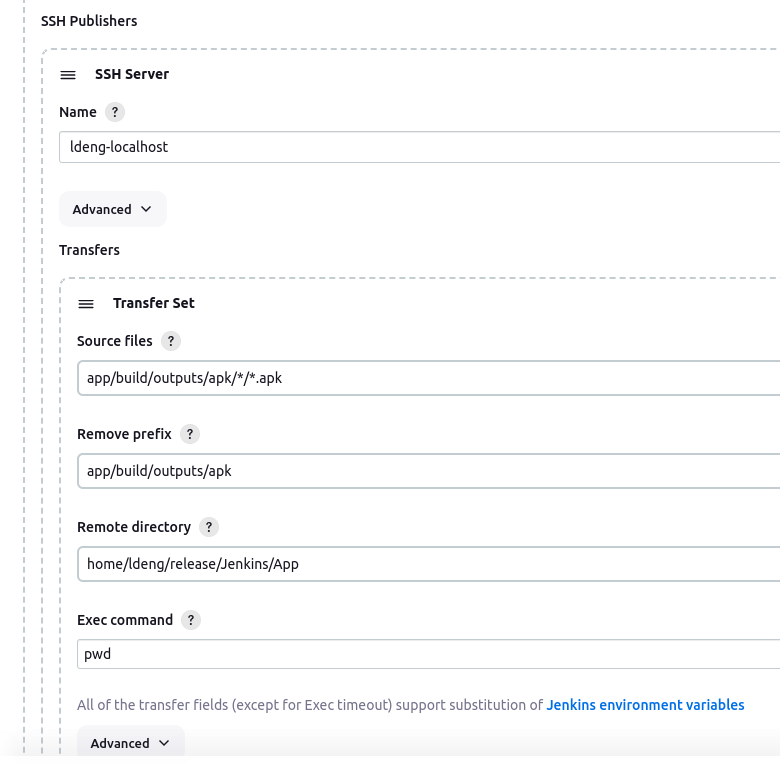 SSH Publishers
SSH Server
Name ?
ldeng-localhost
Advanced
Transfers
Transfer Set
Source files ?
app/build/outputs/apk/*/*.apk
Remove prefix ?
app/build/outputs/apk
Remote directory ?
home/ldeng/release/Jenkins/App
Exec command ?
pwd
All of the transfer fields (except for Exec timeout) support substitution of Jenkins environment variables
Advanced